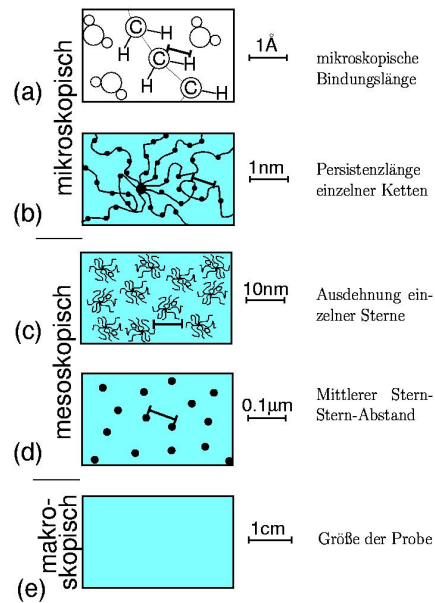 mikroskopisch
(a)
C
H
C
H
H
C
H
1Å
mikroskopische
Bindungslänge
(b)
1nm
Persistenzlänge
einzelner Ketten
mesoskopisch
(c)
10nm
Ausdehnung ein-
zelner Sterne
(d)
0.1µm
Mittlerer Stern-
Stern-Abstand
makro-
skopisch
(e)
1cm
Größe der Probe